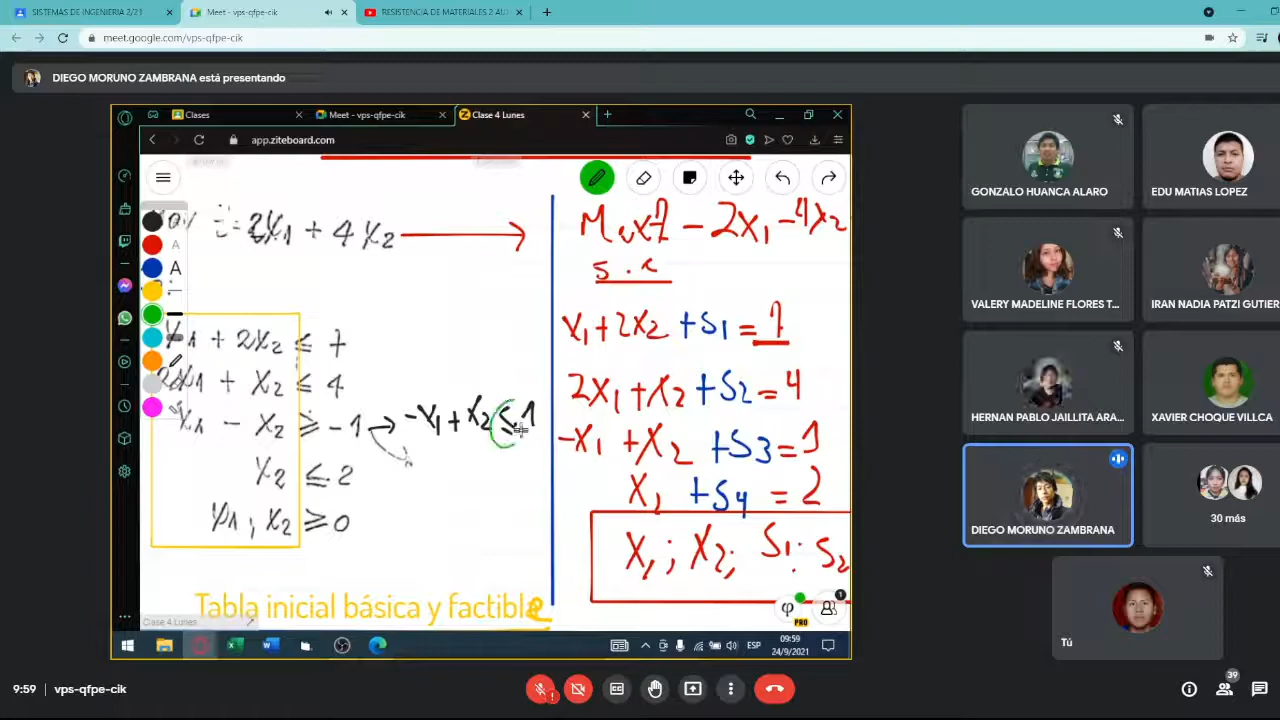 SISTEMAS DE INGENIERIA 2/21
Meet - vps-qfpe-cik
RESISTENCIA DE MATERIALES 2 AU
meet.google.com/vps-qfpe-cik
DIEGO MORUNO ZAMBRANA está presentando
Clases
Meet - vps-qfpe-cik
Clase 4 Lunes
app.ziteboard.com
= 2X1 + 4X2
Max Z - 2X1 - 4X2
s.a
X1 + 2X2 ≤ 7
2X1 + X2 ≤ 4
X1 - X2 ≥ -1 → -X1 + X2 ≤ 1
X2 ≤ 2
X1, X2 ≥ 0
X1 + 2X2 + S1 = 7
2X1 + X2 + S2 = 4
-X1 + X2 + S3 = 1
X1 + S4 = 2
X1; X2; S1; S2
Tabla inicial básica y factible
Clase 4 Lunes
PRO
1
ESP
09:59
24/9/2021
GONZALO HUANCA ALARO
EDU MATIAS LOPEZ
VALERY MADELINE FLORES T...
IRAN NADIA PATZI GUTIER
HERNAN PABLO JAILLITA ARA...
XAVIER CHOQUE VILLCA
DIEGO MORUNO ZAMBRANA
30 más
Tú
9:59
vps-qfpe-cik
39